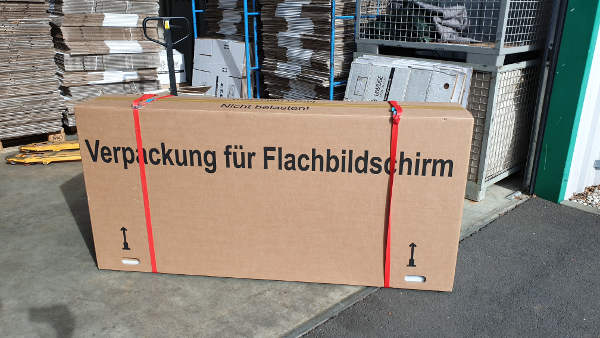 Nicht belasten!
Verpackung für Flachbildschirm